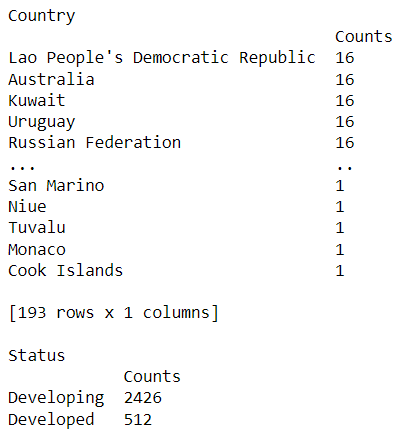 Country
Counts
Lao People's Democratic Republic 16
Australia 16
Kuwait 16
Uruguay 16
Russian Federation 16
... ..
San Marino 1
Niue 1
Tuvalu 1
Monaco 1
Cook Islands 1
[193 rows x 1 columns]
Status
Counts
Developing 2426
Developed 512